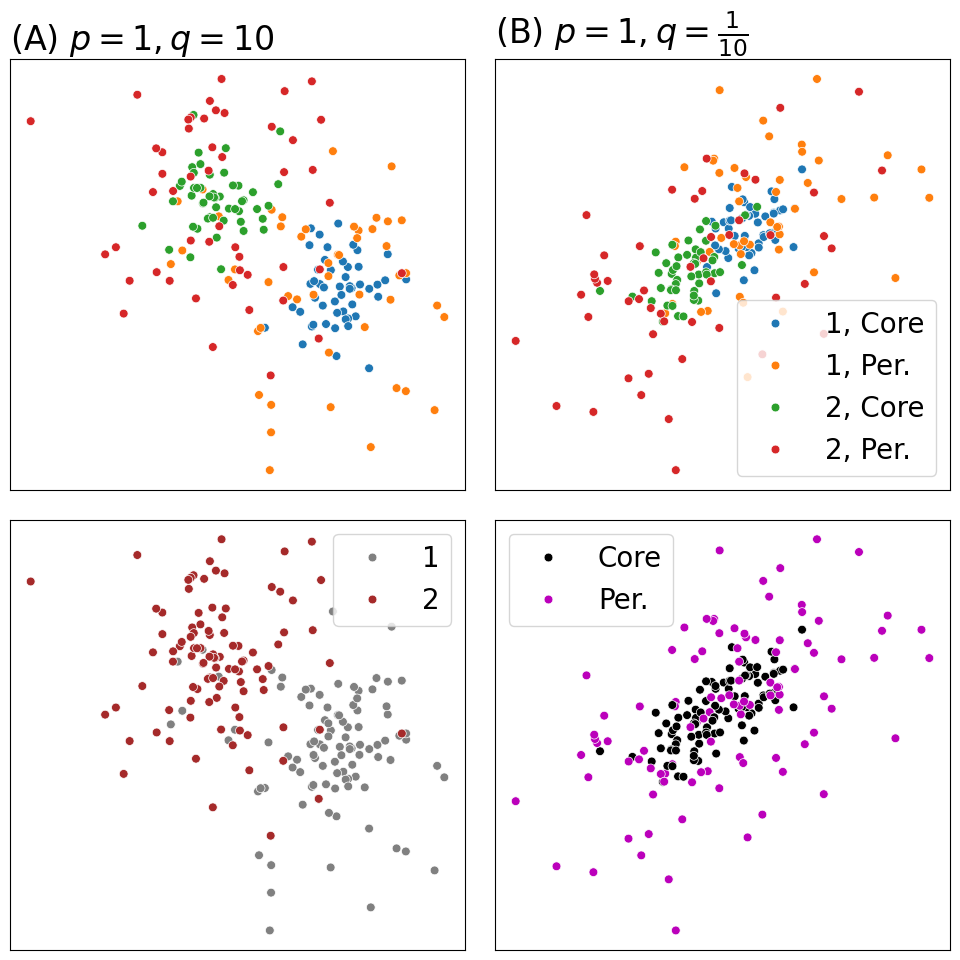 (A) p = 1, q = 10
(B) p = 1, q = 1/10
1, Core
1, Per.
2, Core
2, Per.
1
2
Core
Per.